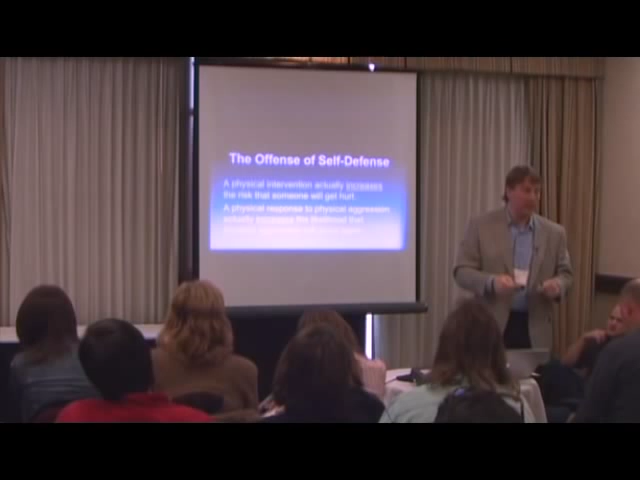 The Offense of Self-Defense
A physical intervention actually increases
the risk that someone will get hurt.
A physical response to physical aggression
actually increases the likelihood that